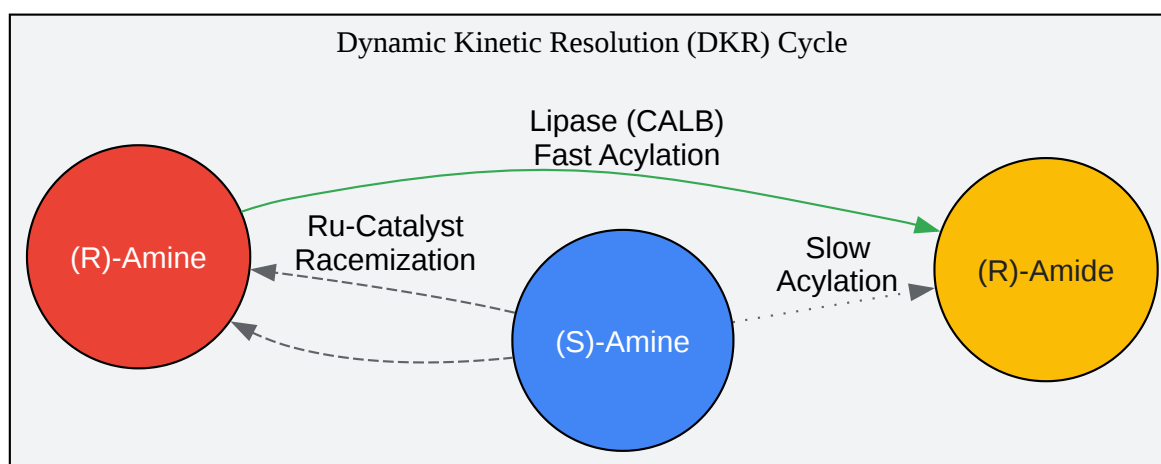 Dynamic Kinetic Resolution (DKR) Cycle
Lipase (CALB)
Fast Acylation
Ru-Catalyst
Racemization
(R)-Amine
Slow
Acylation
(R)-Amide
(S)-Amine